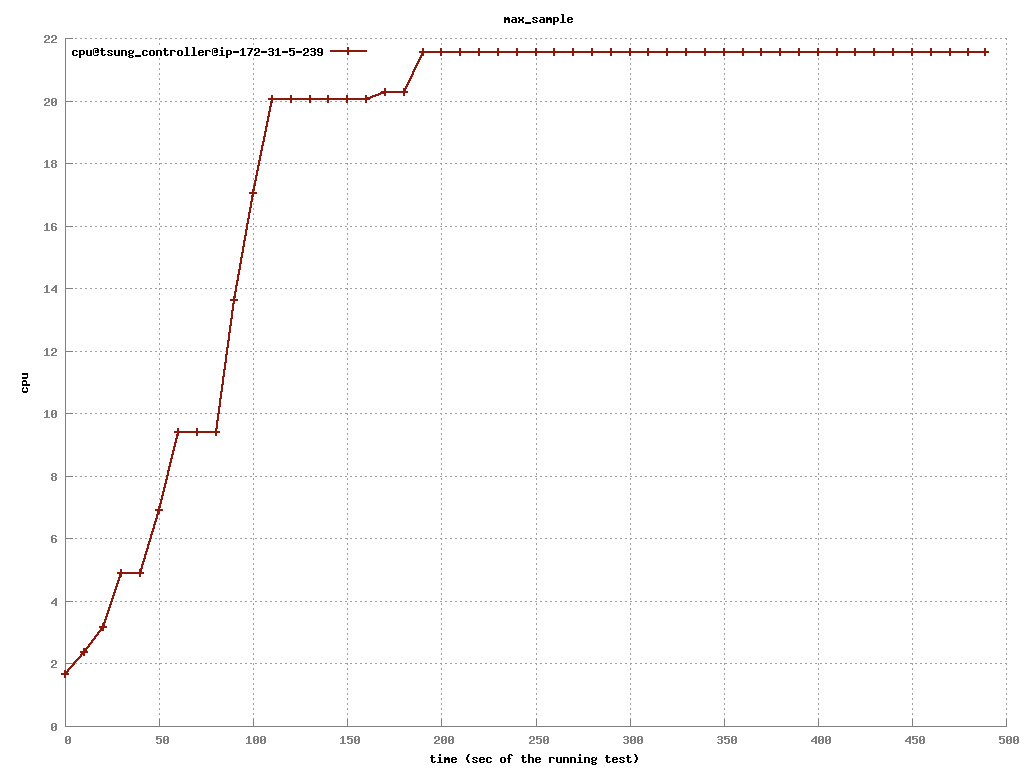 max_sample
cpu@tsung_controller@ip-172-31-5-239
22
20
18
16
14
12
10
8
6
4
2
0
cpu
0 50 100 150 200 250 300 350 400 450 500
time (sec of the running test)